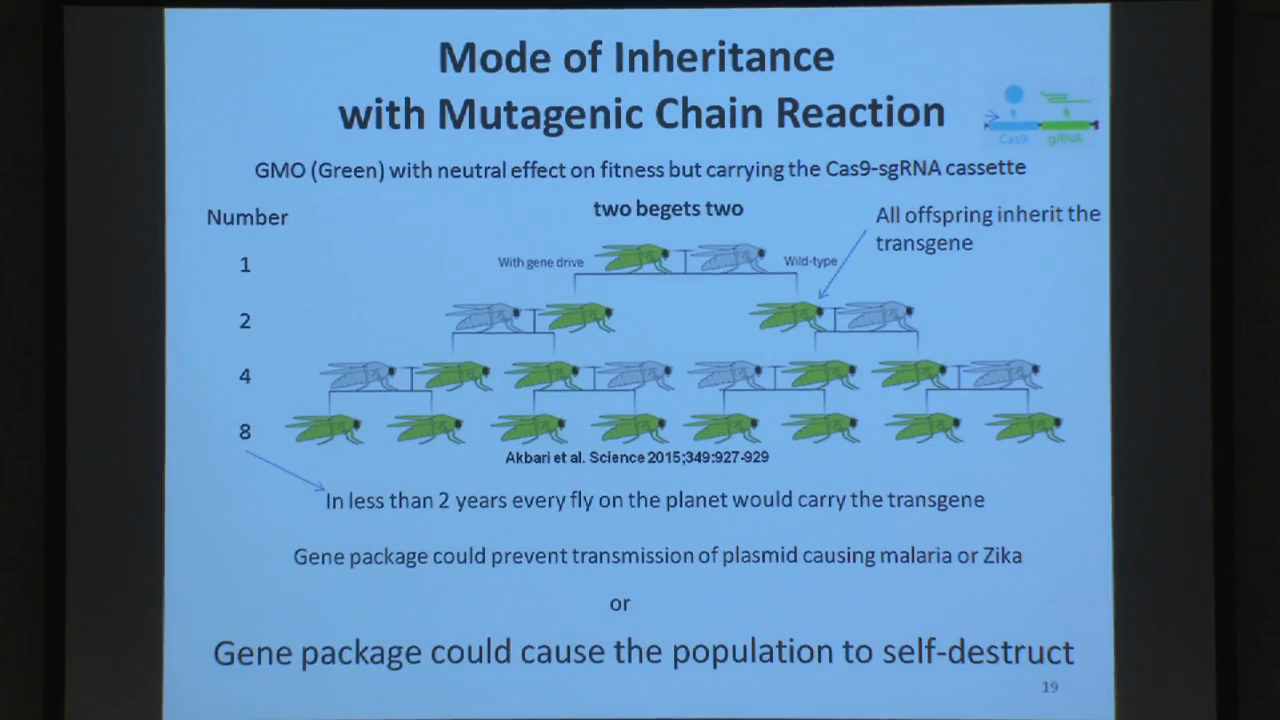 Mode of Inheritance
with Mutagenic Chain Reaction
Cas9 gRNA
GMO (Green) with neutral effect on fitness but carrying the Cas9-sgRNA cassette
Number
two begets two
All offspring inherit the
transgene
1
With gene drive
Wild-type
2
4
8
Akbari et al. Science 2015;349:927-929
In less than 2 years every fly on the planet would carry the transgene
Gene package could prevent transmission of plasmid causing malaria or Zika
or
Gene package could cause the population to self-destruct
19